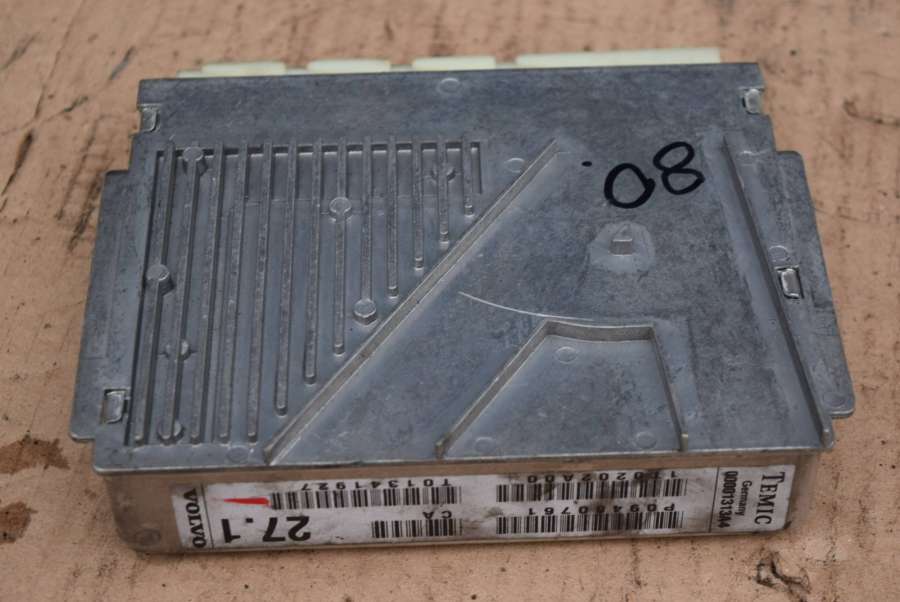 08
VOLVO
27.1
CA
P09480761
T01341927
TEMIC
Germany